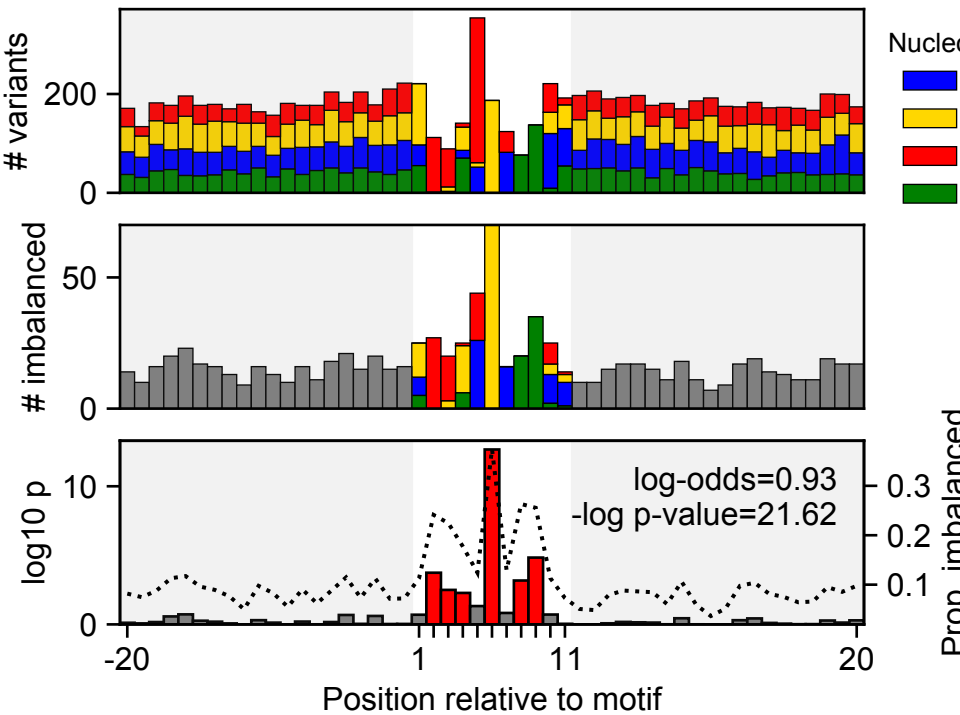 # variants
200
0
Nucleo
# imbalanced
50
0
log10 p
10
0
log-odds=0.93
-log p-value=21.62
0.3
0.2
0.1
Prop. imbalanced
-20
1
11
20
Position relative to motif